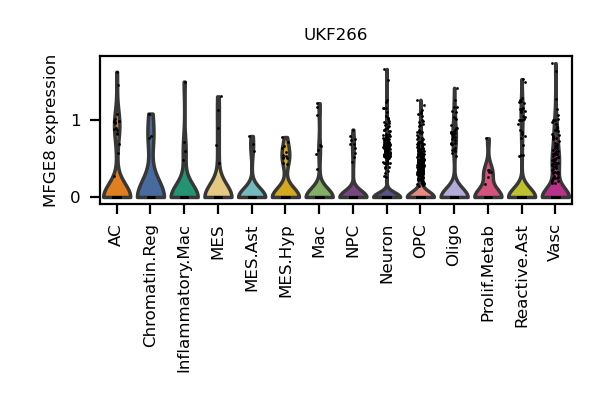 UKF266
MFGE8 expression
1
0
AC
Chromatin.Reg
Inflammatory.Mac
MES
MES.Ast
MES.Hyp
Mac
NPC
Neuron
OPC
Oligo
Prolif.Metab
Reactive.Ast
Vasc